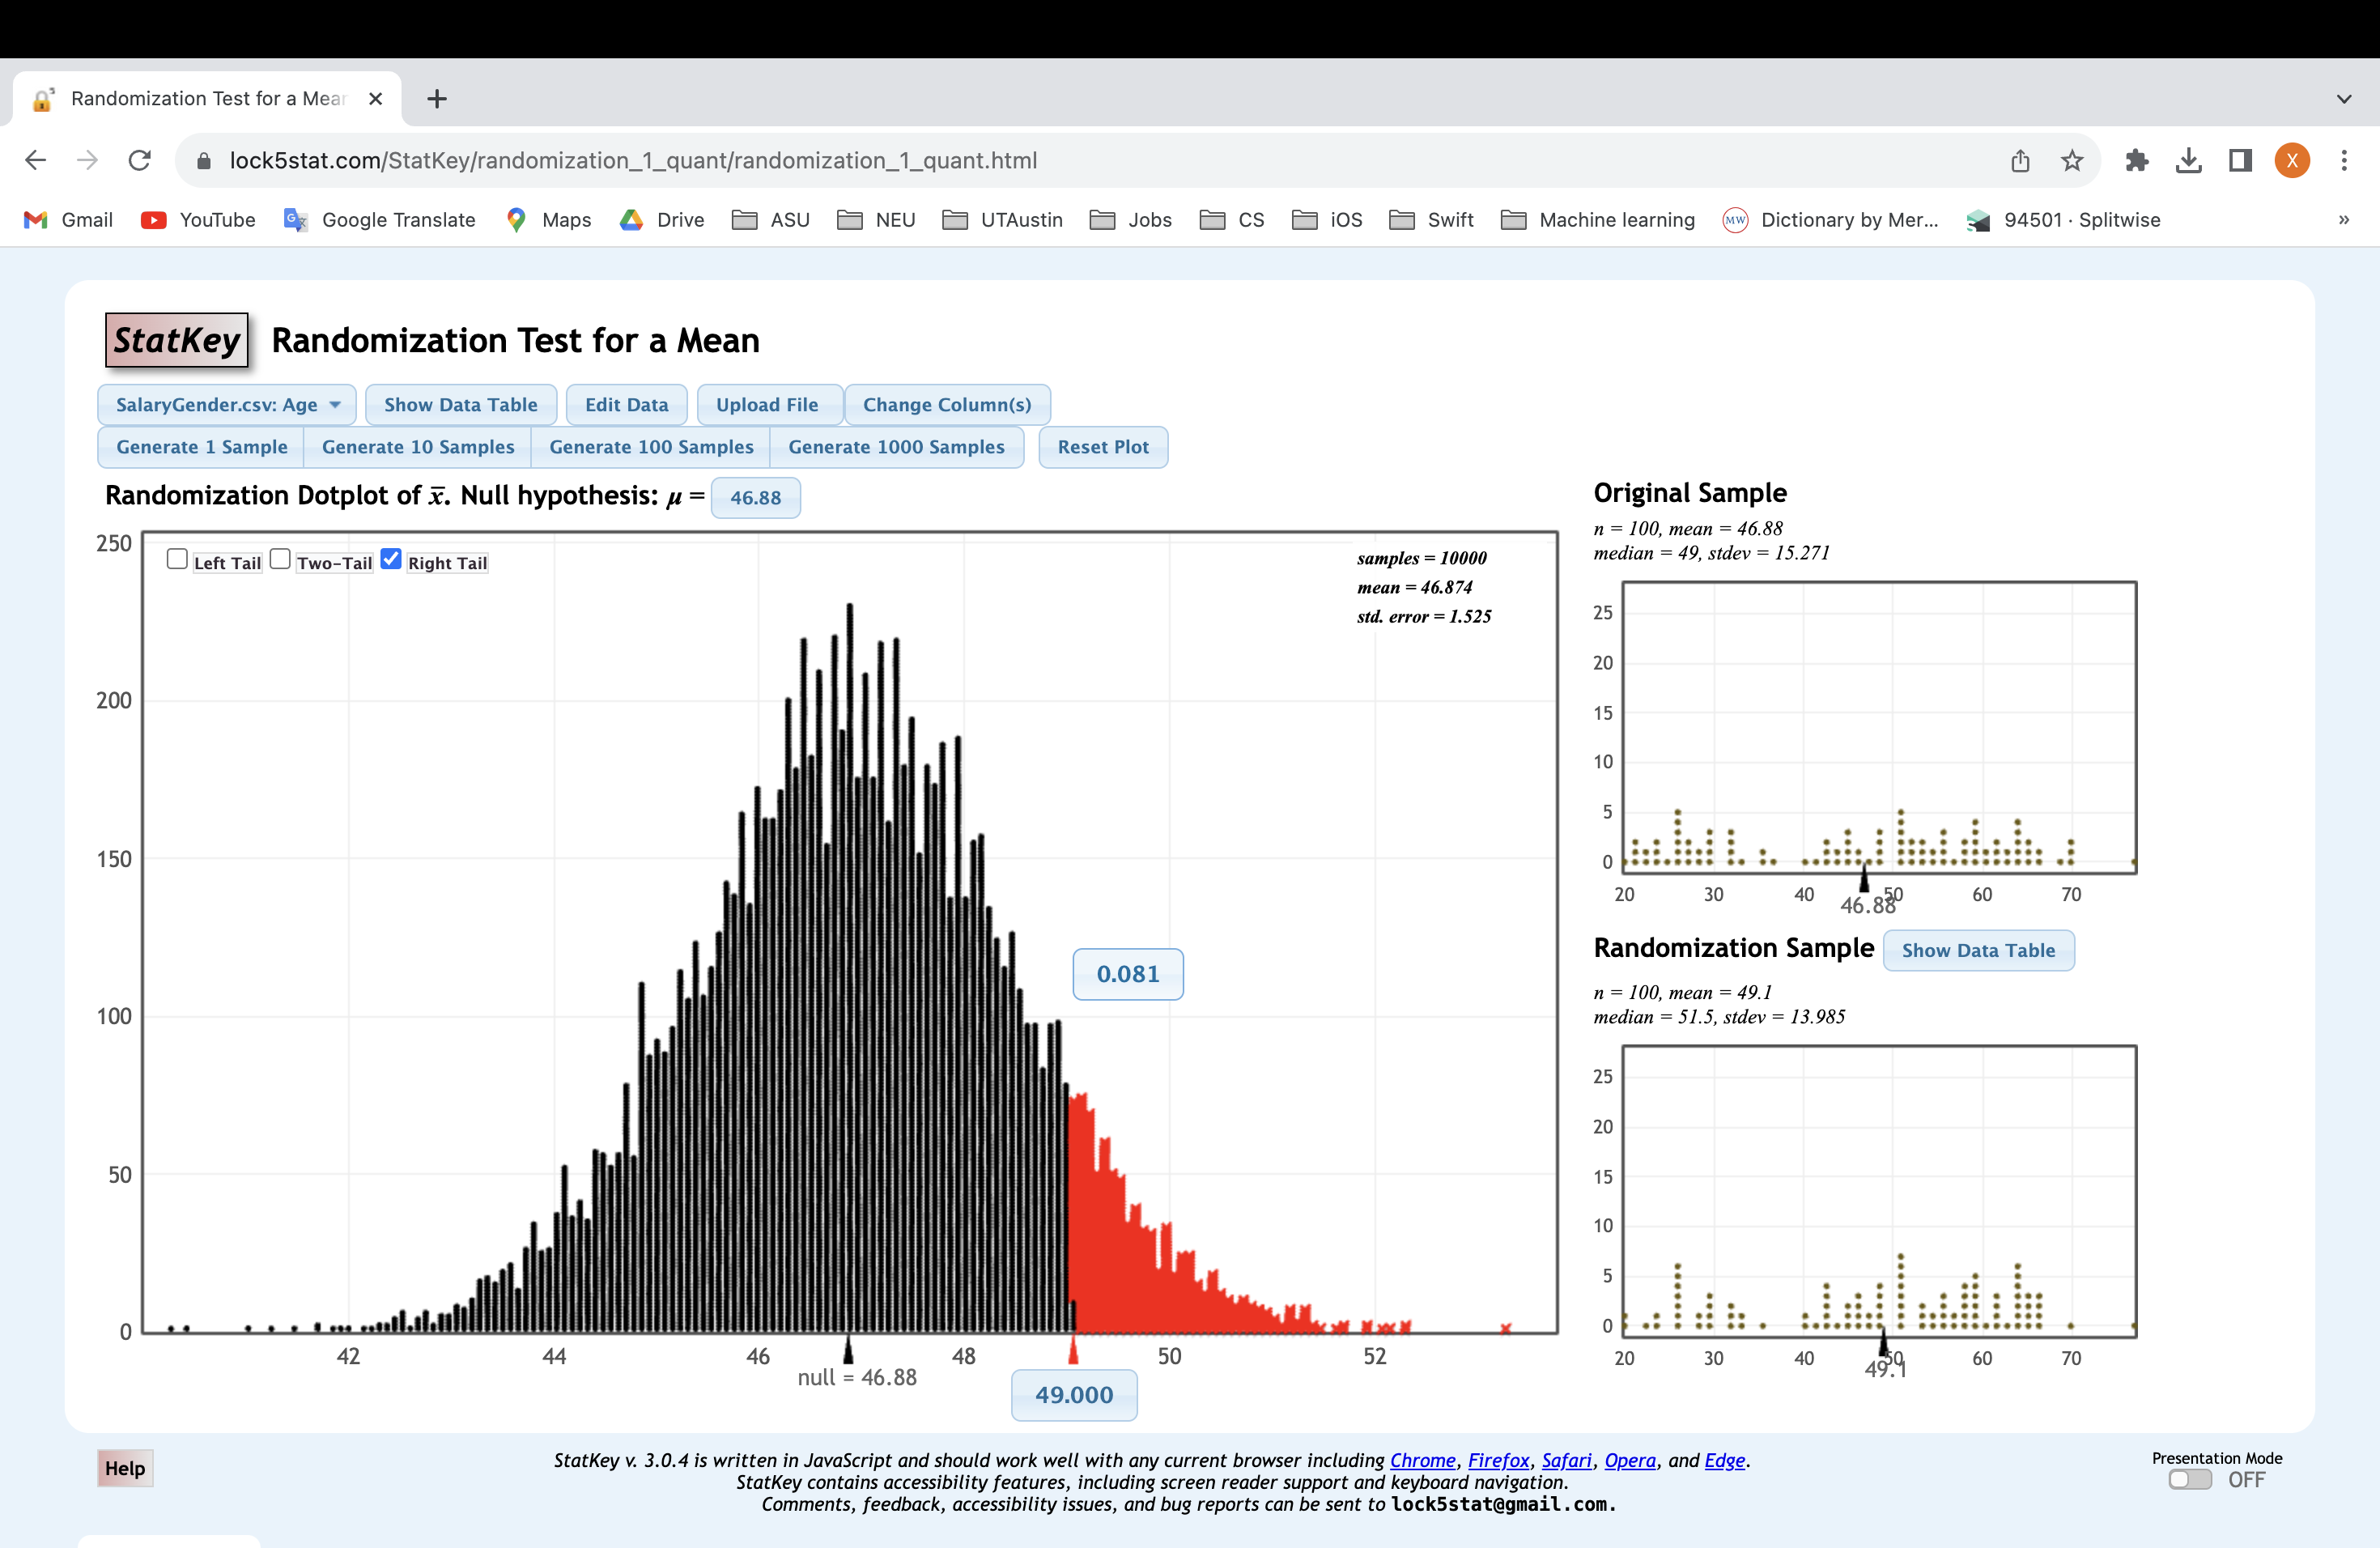 Randomization Test for a Mear
lock5stat.com/StatKey/randomization_1_quant/randomization_1_quant.html
X
Gmail YouTube Google Translate Maps Drive ASU NEU UTAustin Jobs CS iOS Swift Machine learning MW Dictionary by Mer... 94501 · Splitwise »
StatKey Randomization Test for a Mean
SalaryGender.csv: Age Show Data Table Edit Data Upload File Change Column(s)
Generate 1 Sample Generate 10 Samples Generate 100 Samples Generate 1000 Samples Reset Plot
Randomization Dotplot of x̅. Null hypothesis: μ = 46.88
Left Tail Two-Tail Right Tail
samples = 10000
mean = 46.874
std. error = 1.525
250
200
150
100
50
0
0.081
42 44 46 48 50 52
null = 46.88
49.000
Original Sample
n = 100, mean = 46.88
median = 49, stdev = 15.271
25
20
15
10
5
0
20 30 40 50 60 70
46.88
Randomization Sample Show Data Table
n = 100, mean = 49.1
median = 51.5, stdev = 13.985
25
20
15
10
5
0
20 30 40 50 60 70
49.1
Help
StatKey v. 3.0.4 is written in JavaScript and should work well with any current browser including Chrome, Firefox, Safari, Opera, and Edge.
StatKey contains accessibility features, including screen reader support and keyboard navigation.
Comments, feedback, accessibility issues, and bug reports can be sent to lock5stat@gmail.com.
Presentation Mode
OFF